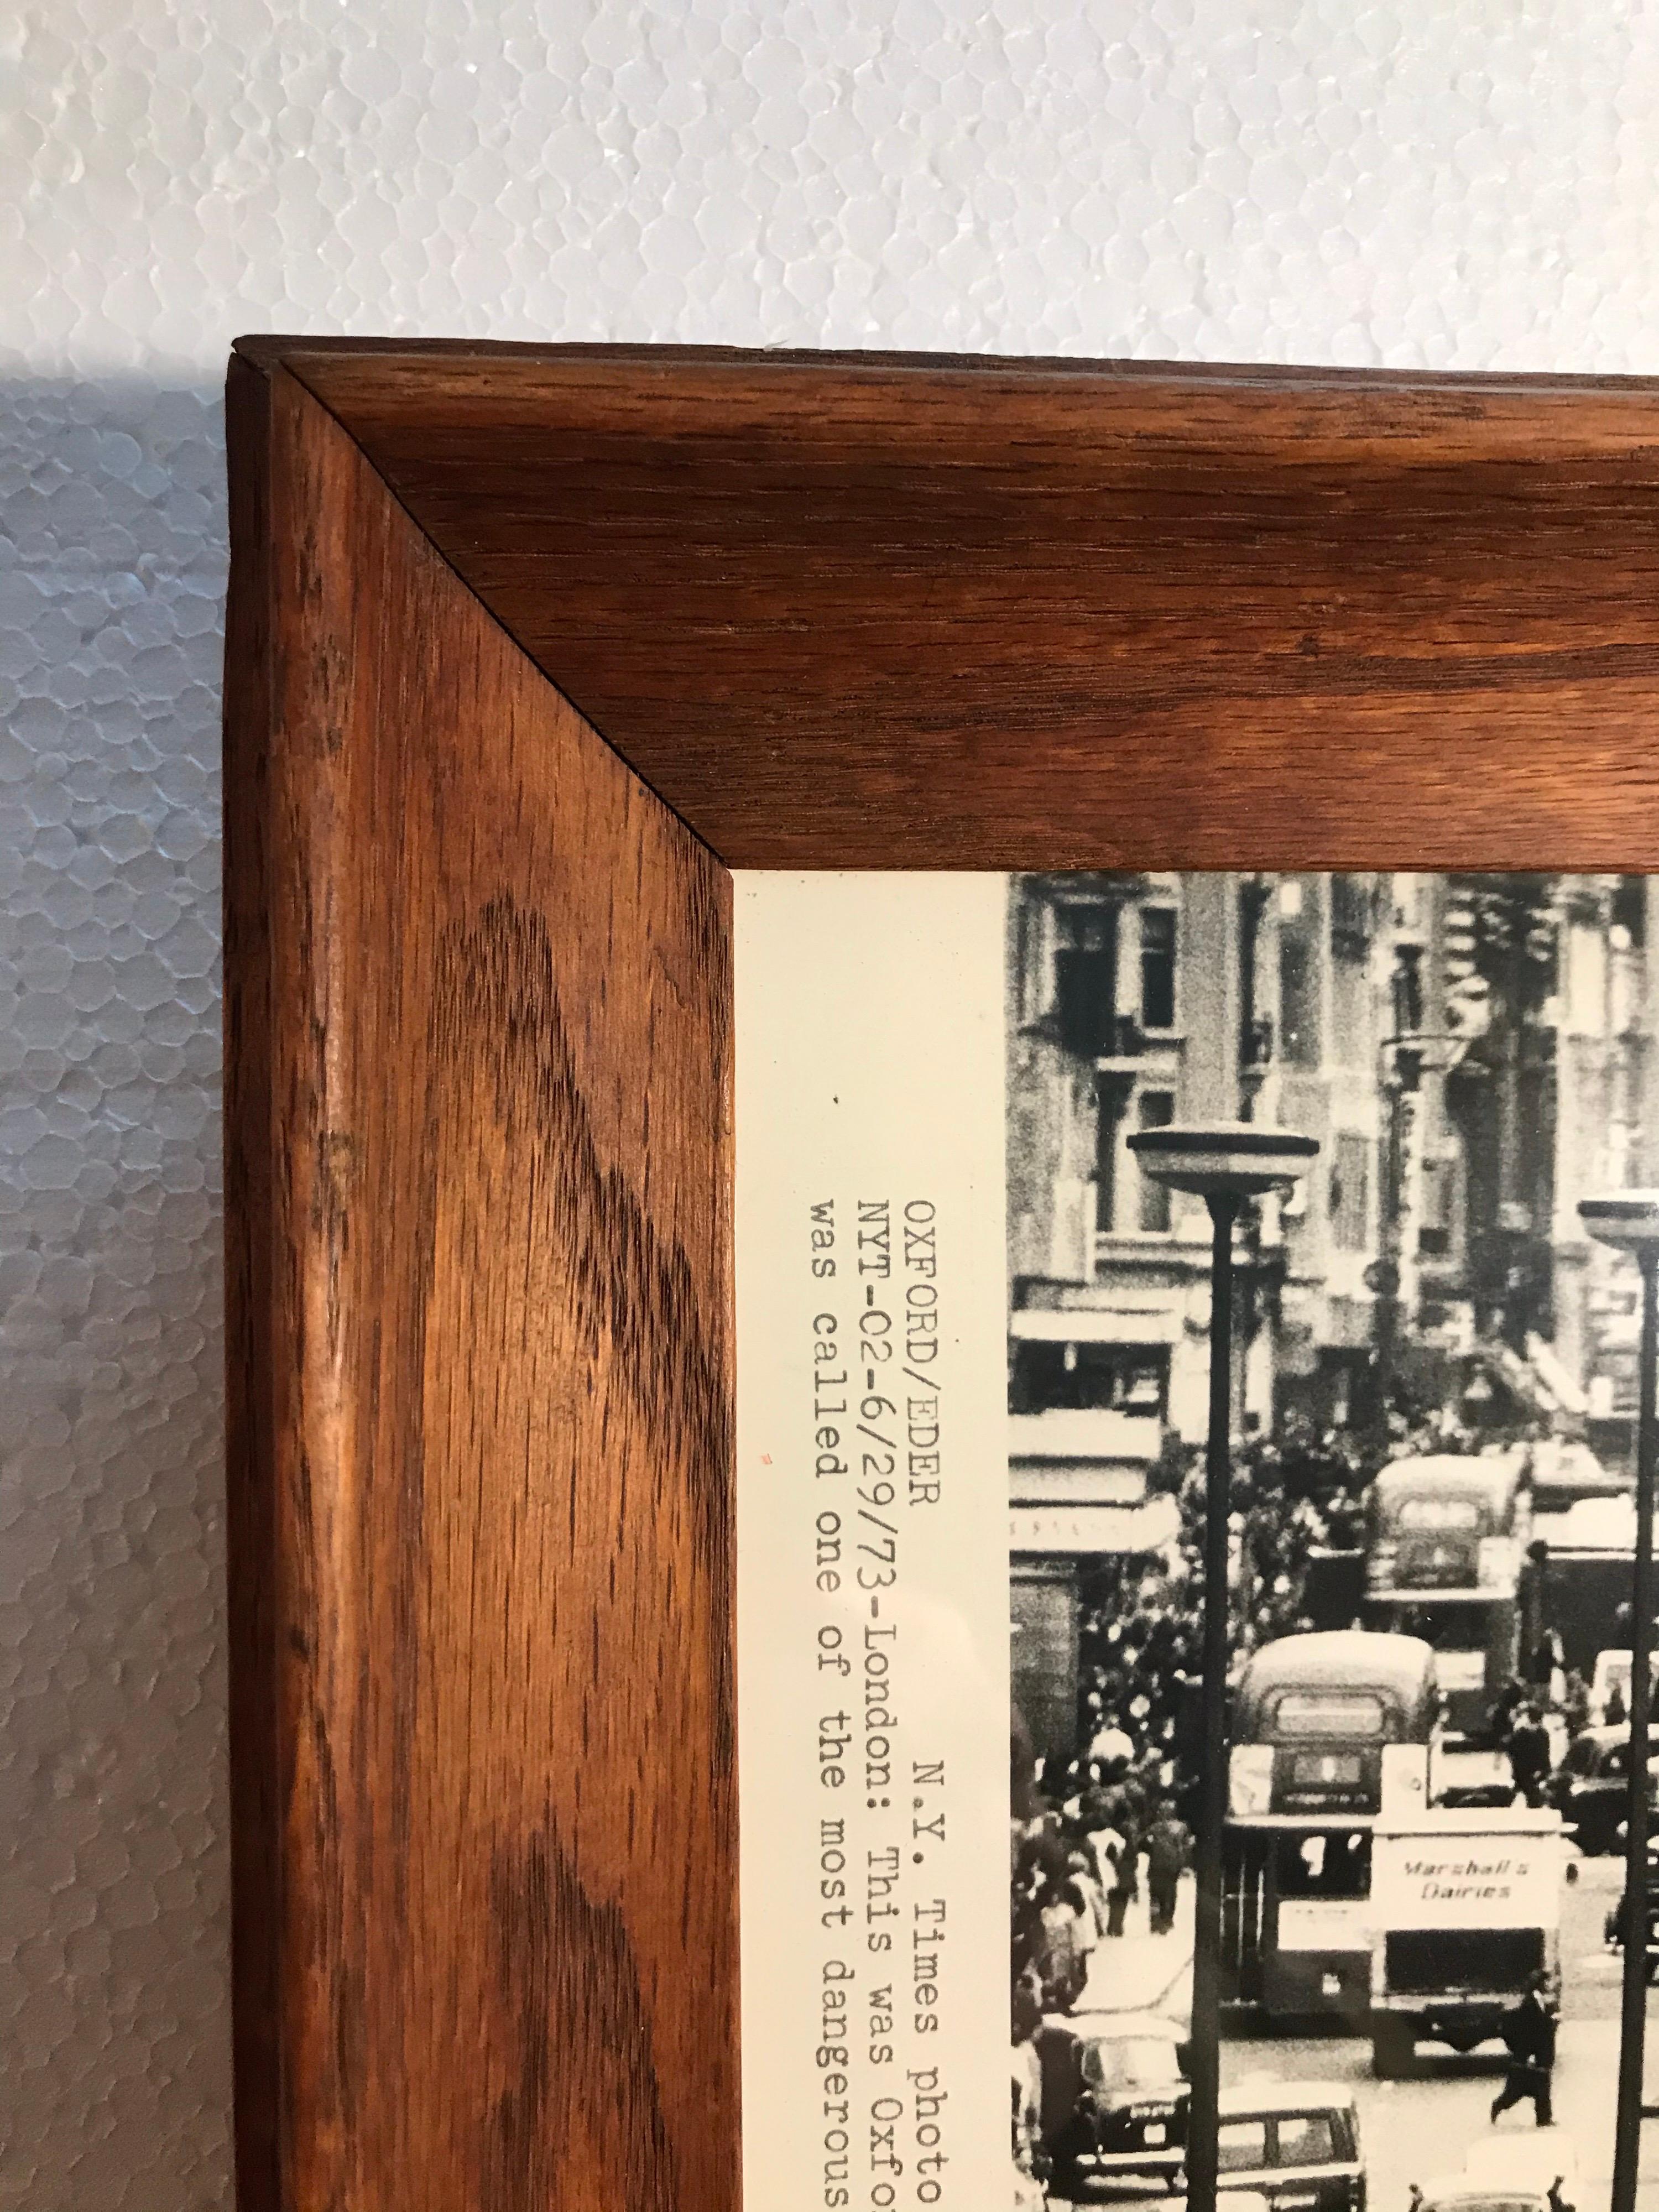 OXFORD/EDER N.Y. Times photo
NYT-02-6/29/73-London: This was Oxfo
was called one of the most dangerous
Marshall's
Dairies